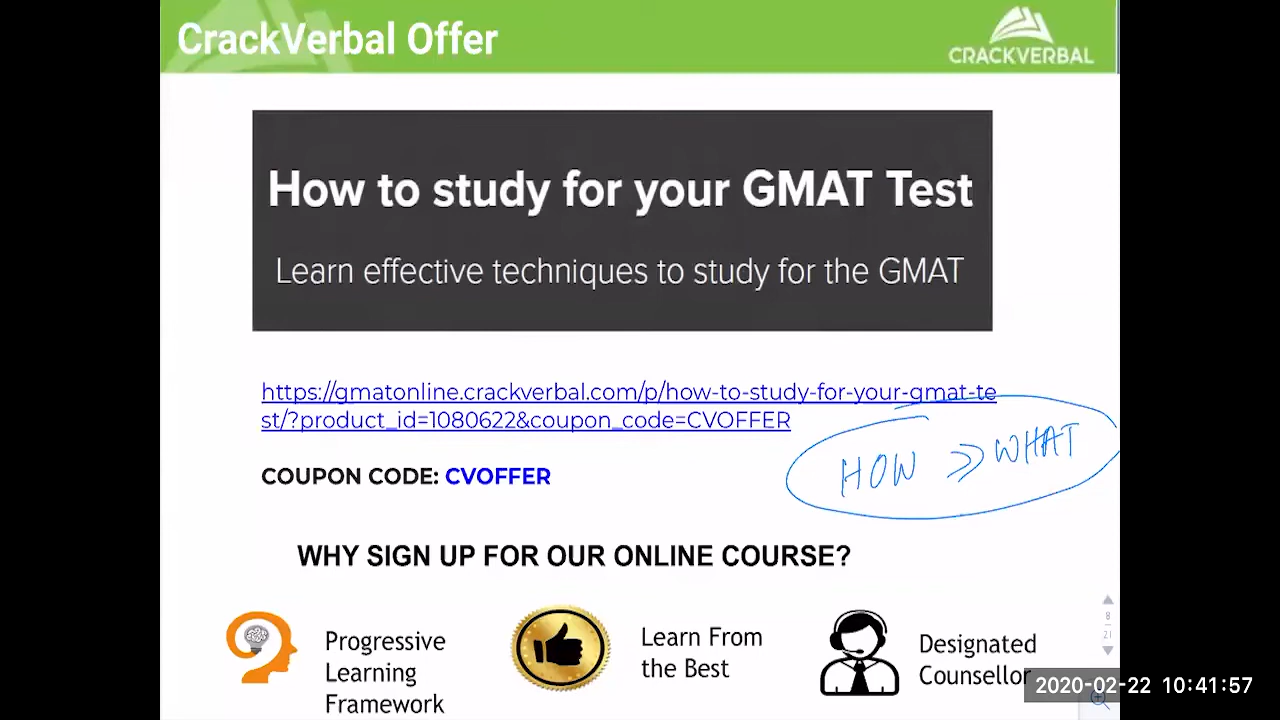 CrackVerbal Offer
CRACKVERBAL
How to study for your GMAT Test
Learn effective techniques to study for the GMAT
https://gmatonline.crackverbal.com/p/how-to-study-for-your-gmat-te
st/?product_id=1080622&coupon_code=CVOFFER
HOW >> WHAT
COUPON CODE: CVOFFER
WHY SIGN UP FOR OUR ONLINE COURSE?
Progressive
Learning
Framework
Learn From
the Best
Designated
Counsellor
8
21
2020-02-22 10:41:57